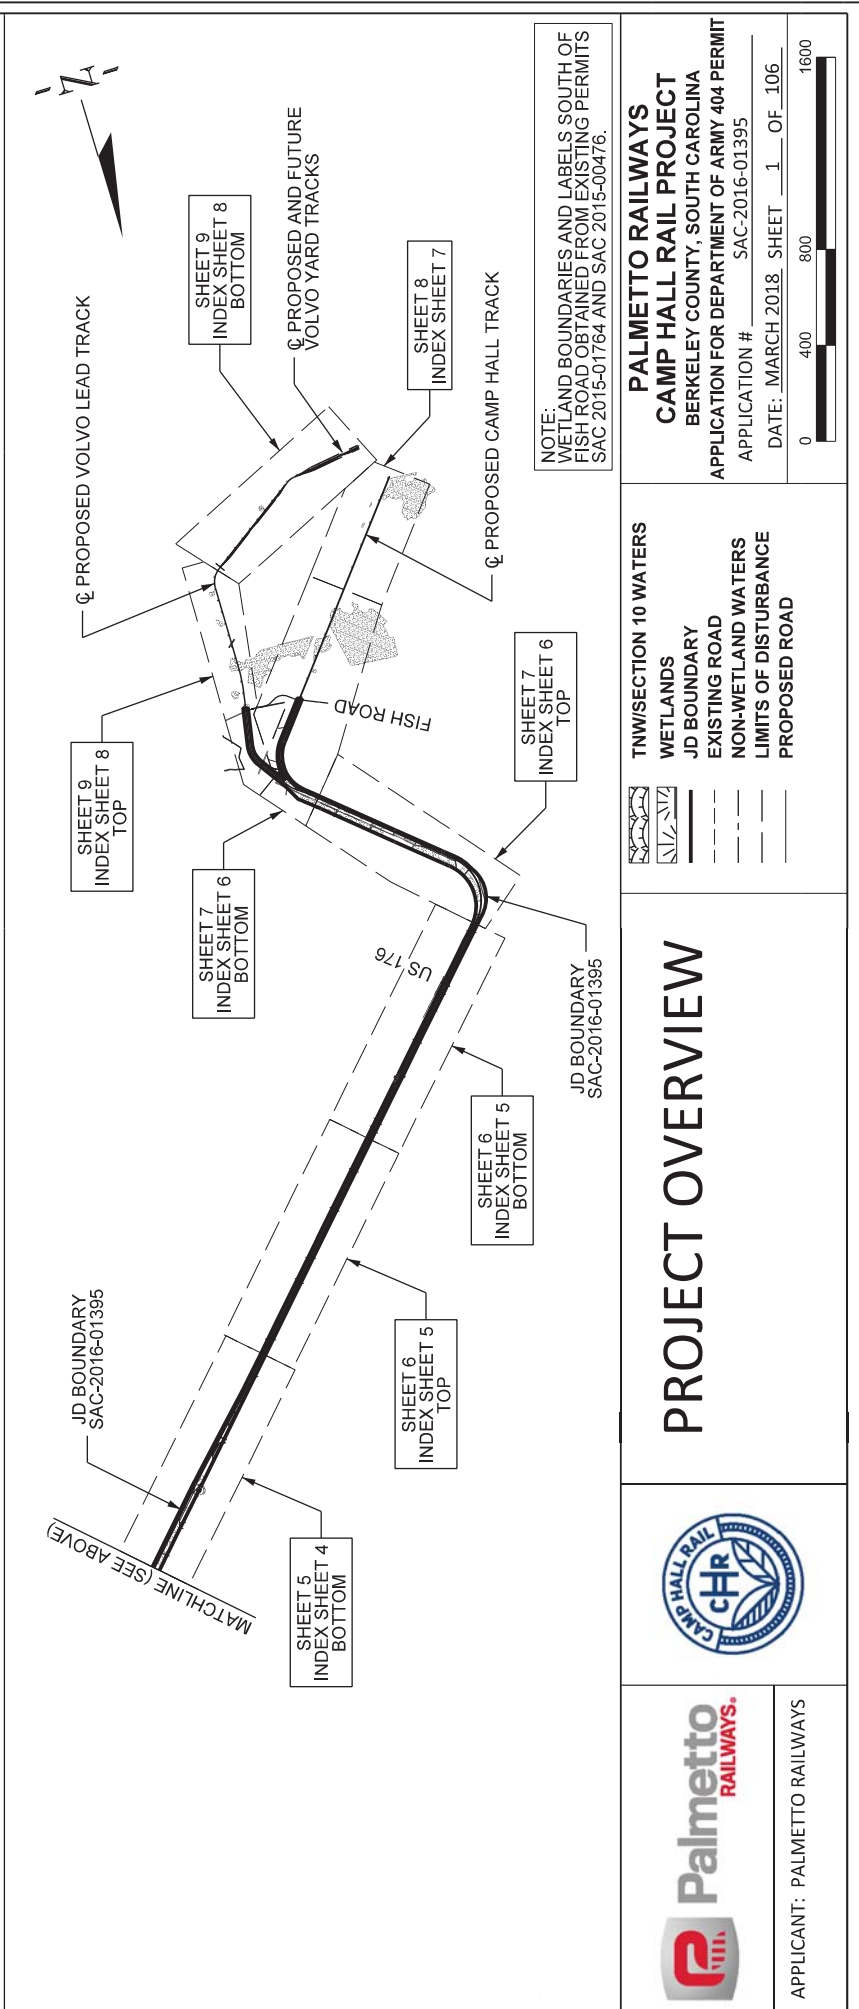 MATCHLINE (SEE ABOVE)
JD BOUNDARY
SAC-2016-01395
SHEET 5
INDEX SHEET 4
BOTTOM
SHEET 6
INDEX SHEET 5
TOP
SHEET 6
INDEX SHEET 5
BOTTOM
US 176
JD BOUNDARY
SAC-2016-01395
SHEET 7
INDEX SHEET 6
BOTTOM
SHEET 7
INDEX SHEET 6
TOP
SHEET 9
INDEX SHEET 8
TOP
FISH ROAD
℄ PROPOSED VOLVO LEAD TRACK
℄ PROPOSED CAMP HALL TRACK
SHEET 9
INDEX SHEET 8
BOTTOM
℄ PROPOSED AND FUTURE
VOLVO YARD TRACKS
SHEET 8
INDEX SHEET 7
N
NOTE:
WETLAND BOUNDARIES AND LABELS SOUTH OF
FISH ROAD OBTAINED FROM EXISTING PERMITS
SAC 2015-01764 AND SAC 2015-00476.
Palmetto
RAILWAYS®
APPLICANT: PALMETTO RAILWAYS
CAMP HALL RAIL
CHR
PROJECT OVERVIEW
TNW/SECTION 10 WATERS
WETLANDS
JD BOUNDARY
EXISTING ROAD
NON-WETLAND WATERS
LIMITS OF DISTURBANCE
PROPOSED ROAD
PALMETTO RAILWAYS
CAMP HALL RAIL PROJECT
BERKELEY COUNTY, SOUTH CAROLINA
APPLICATION FOR DEPARTMENT OF ARMY 404 PERMIT
APPLICATION # SAC-2016-01395
DATE: MARCH 2018 SHEET 1 OF 106
0 400 800 1600